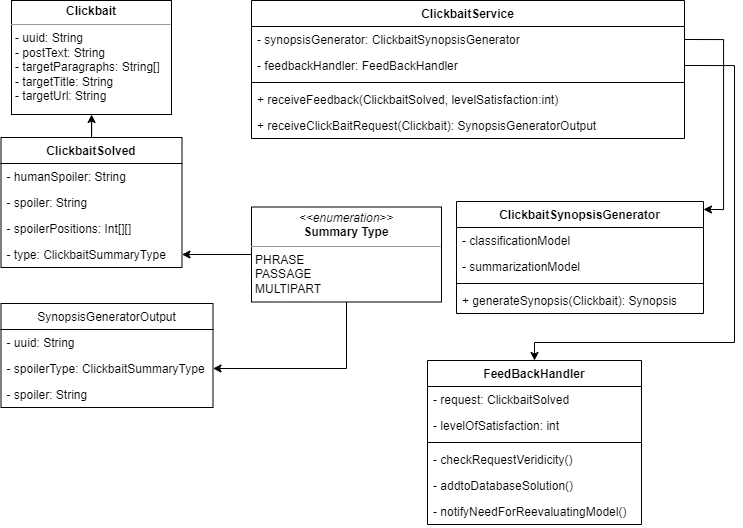 Clickbait
- uuid: String
- postText: String
- targetParagraphs: String[]
- targetTitle: String
- targetUrl: String
ClickbaitService
- synopsisGenerator: ClickbaitSynopsisGenerator
- feedbackHandler: FeedBackHandler
+ receiveFeedback(ClickbaitSolved, levelSatisfaction:int)
+ receiveClickBaitRequest(Clickbait): SynopsisGeneratorOutput
ClickbaitSolved
- humanSpoiler: String
- spoiler: String
- spoilerPositions: Int[][]
- type: ClickbaitSummaryType
<<enumeration>>
Summary Type
PHRASE
PASSAGE
MULTIPART
ClickbaitSynopsisGenerator
- classificationModel
- summarizationModel
+ generateSynopsis(Clickbait): Synopsis
SynopsisGeneratorOutput
- uuid: String
- spoilerType: ClickbaitSummaryType
- spoiler: String
FeedBackHandler
- request: ClickbaitSolved
- levelOfSatisfaction: int
- checkRequestVeridicity()
- addtoDatabaseSolution()
- notifyNeedForReevaluatingModel()